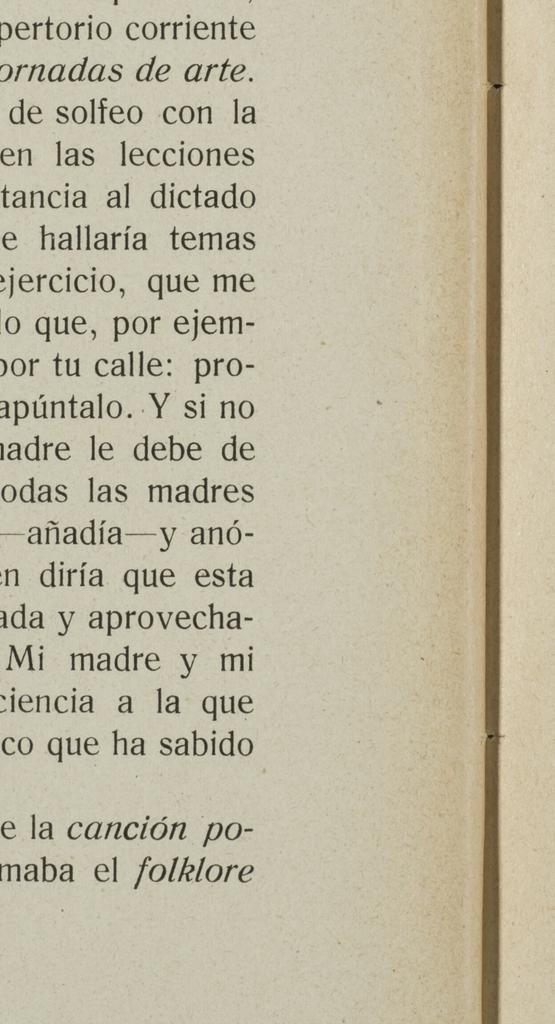 pertorio corriente
ornadas de arte.
de solfeo con la
en las lecciones
tancia al dictado
e hallaría temas
ejercicio, que me
lo que, por ejem-
por tu calle: pro-
apúntalo. Y si no
nadre le debe de
odas las madres
—añadía—y anó-
en diría que esta
ada y aprovecha-
Mi madre y mi
ciencia a la que
co que ha sabido
e la canción po-
maba el folklore